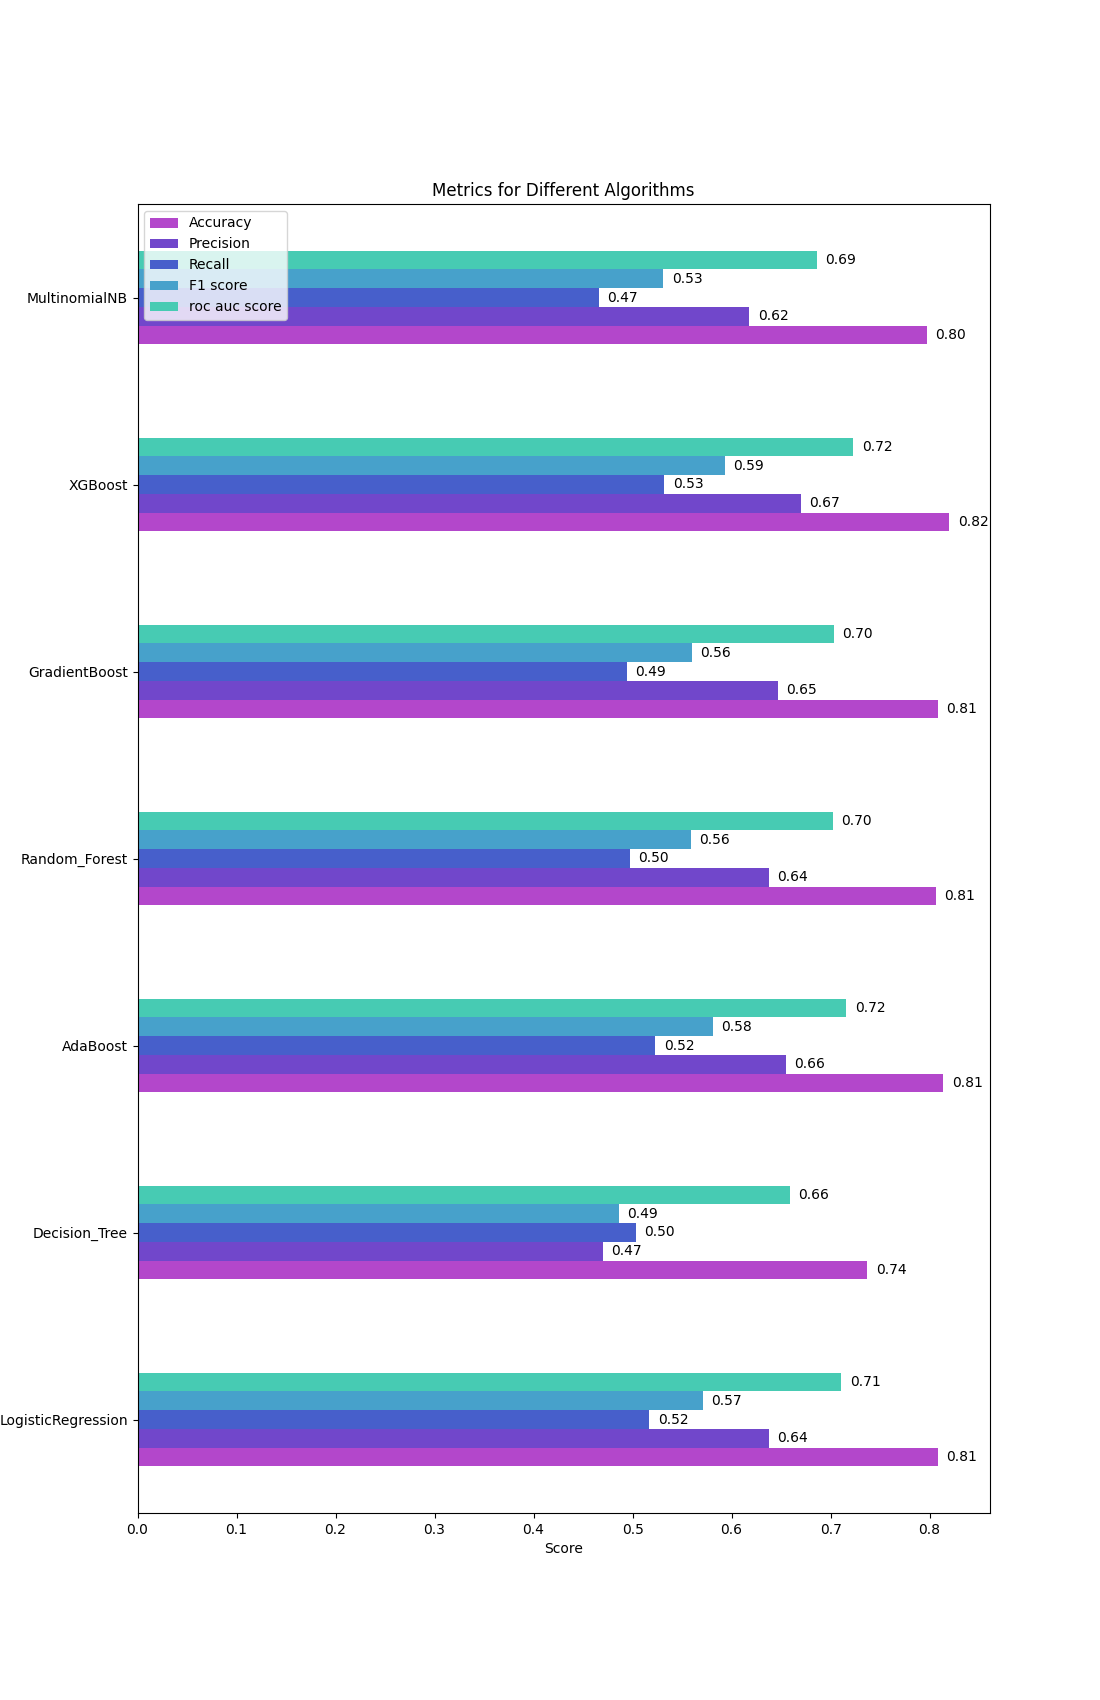 Metrics for Different Algorithms
Accuracy
Precision
Recall
F1 score
roc auc score
MultinomialNB
0.69
0.53
0.47
0.62
0.80
XGBoost
0.72
0.59
0.53
0.67
0.82
GradientBoost
0.70
0.56
0.49
0.65
0.81
Random_Forest
0.70
0.56
0.50
0.64
0.81
AdaBoost
0.72
0.58
0.52
0.66
0.81
Decision_Tree
0.66
0.49
0.50
0.47
0.74
LogisticRegression
0.71
0.57
0.52
0.64
0.81
0.0 0.1 0.2 0.3 0.4 0.5 0.6 0.7 0.8
Score